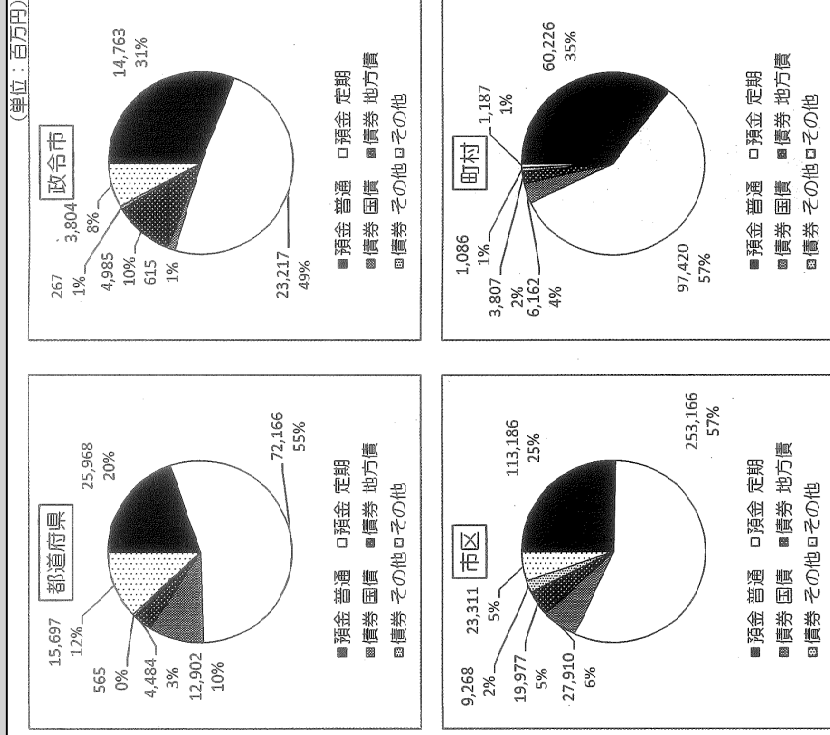 (単位：百万円)
都道府県
25,968
20%
72,166
55%
12,902
10%
4,484
3%
565
0%
15,697
12%
■預金 普通 □預金 定期
■債券 国債 ■債券 地方債
□債券 その他 □その他
政令市
14,763
31%
23,217
49%
615
1%
4,985
10%
267
1%
3,804
8%
■預金 普通 □預金 定期
■債券 国債 ■債券 地方債
□債券 その他 □その他
市区
113,186
25%
253,166
57%
27,910
6%
19,977
5%
9,268
2%
23,311
5%
■預金 普通 □預金 定期
■債券 国債 ■債券 地方債
□債券 その他 □その他
町村
60,226
35%
97,420
57%
6,162
4%
3,807
2%
1,086
1%
1,187
1%
■預金 普通 □預金 定期
■債券 国債 ■債券 地方債
□債券 その他 □その他